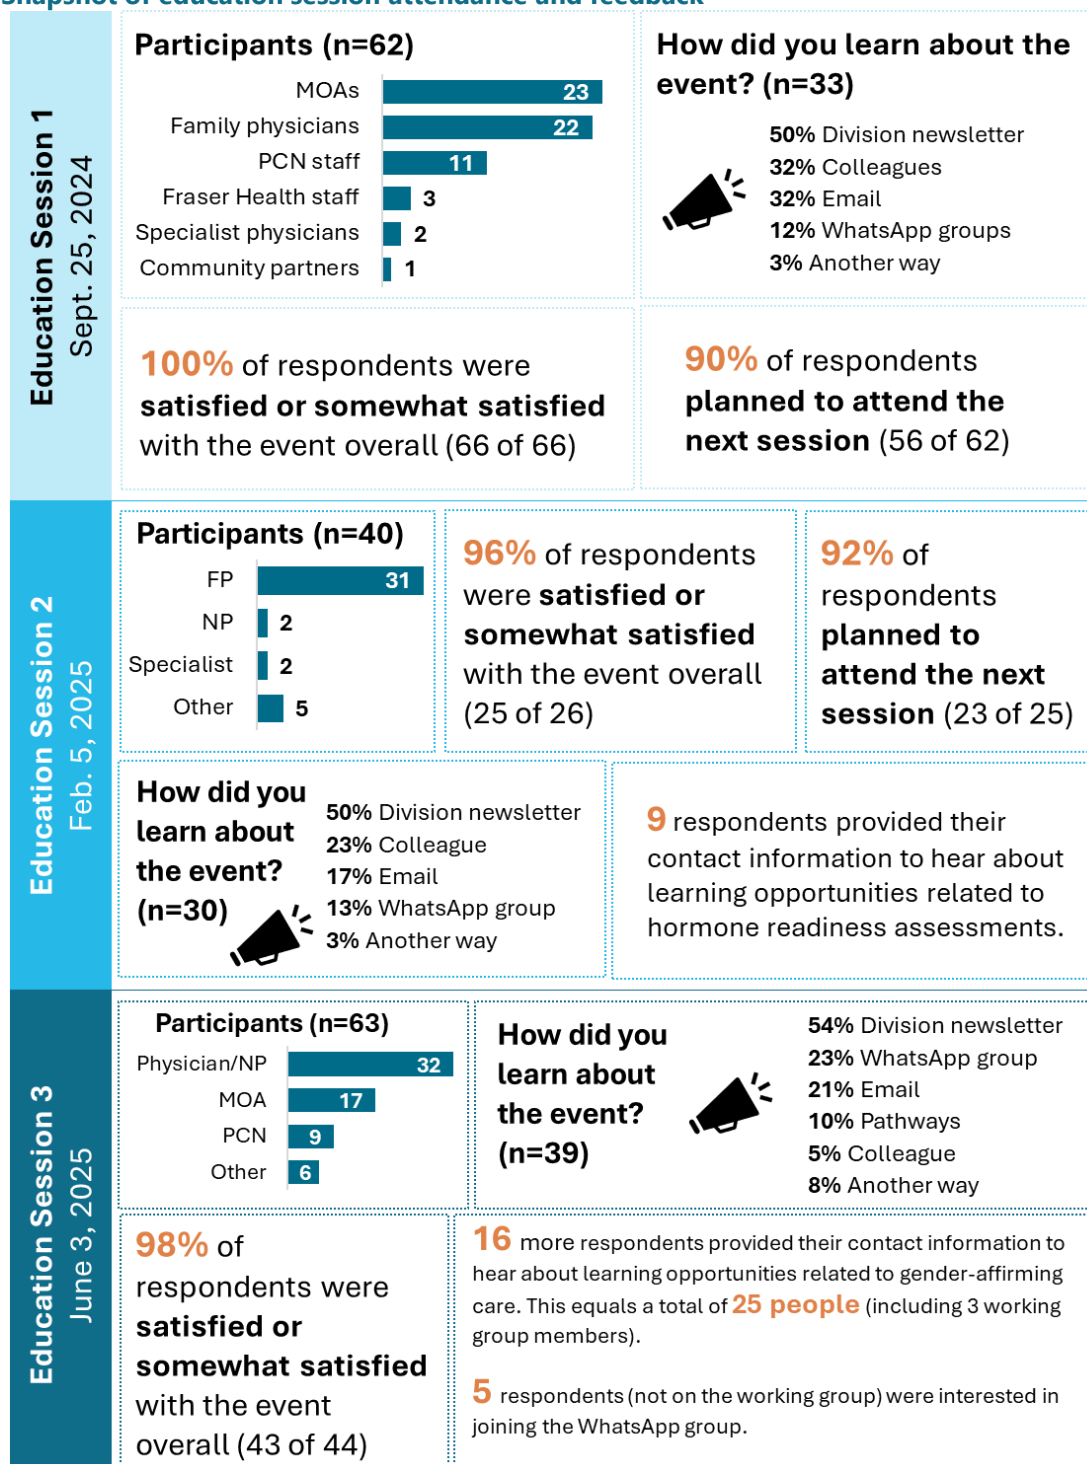 Snapshot of education session attendance and feedback
Education Session 1
Sept. 25, 2024
Participants (n=62)
MOAs 23
Family physicians 22
PCN staff 11
Fraser Health staff 3
Specialist physicians 2
Community partners 1
How did you learn about the
event? (n=33)
50% Division newsletter
32% Colleagues
32% Email
12% WhatsApp groups
3% Another way
100% of respondents were
satisfied or somewhat satisfied
with the event overall (66 of 66)
90% of respondents
planned to attend the
next session (56 of 62)
Education Session 2
Feb. 5, 2025
Participants (n=40)
FP 31
NP 2
Specialist 2
Other 5
96% of respondents
were satisfied or
somewhat satisfied
with the event overall
(25 of 26)
92% of
respondents
planned to
attend the next
session (23 of 25)
How did you
learn about
the event?
(n=30)
50% Division newsletter
23% Colleague
17% Email
13% WhatsApp group
3% Another way
9 respondents provided their
contact information to hear about
learning opportunities related to
hormone readiness assessments.
Education Session 3
June 3, 2025
Participants (n=63)
Physician/NP 32
MOA 17
PCN 9
Other 6
How did you
learn about
the event?
(n=39)
54% Division newsletter
23% WhatsApp group
21% Email
10% Pathways
5% Colleague
8% Another way
98% of
respondents were
satisfied or
somewhat satisfied
with the event
overall (43 of 44)
16 more respondents provided their contact information to
hear about learning opportunities related to gender-affirming
care. This equals a total of 25 people (including 3 working
group members).
5 respondents (not on the working group) were interested in
joining the WhatsApp group.